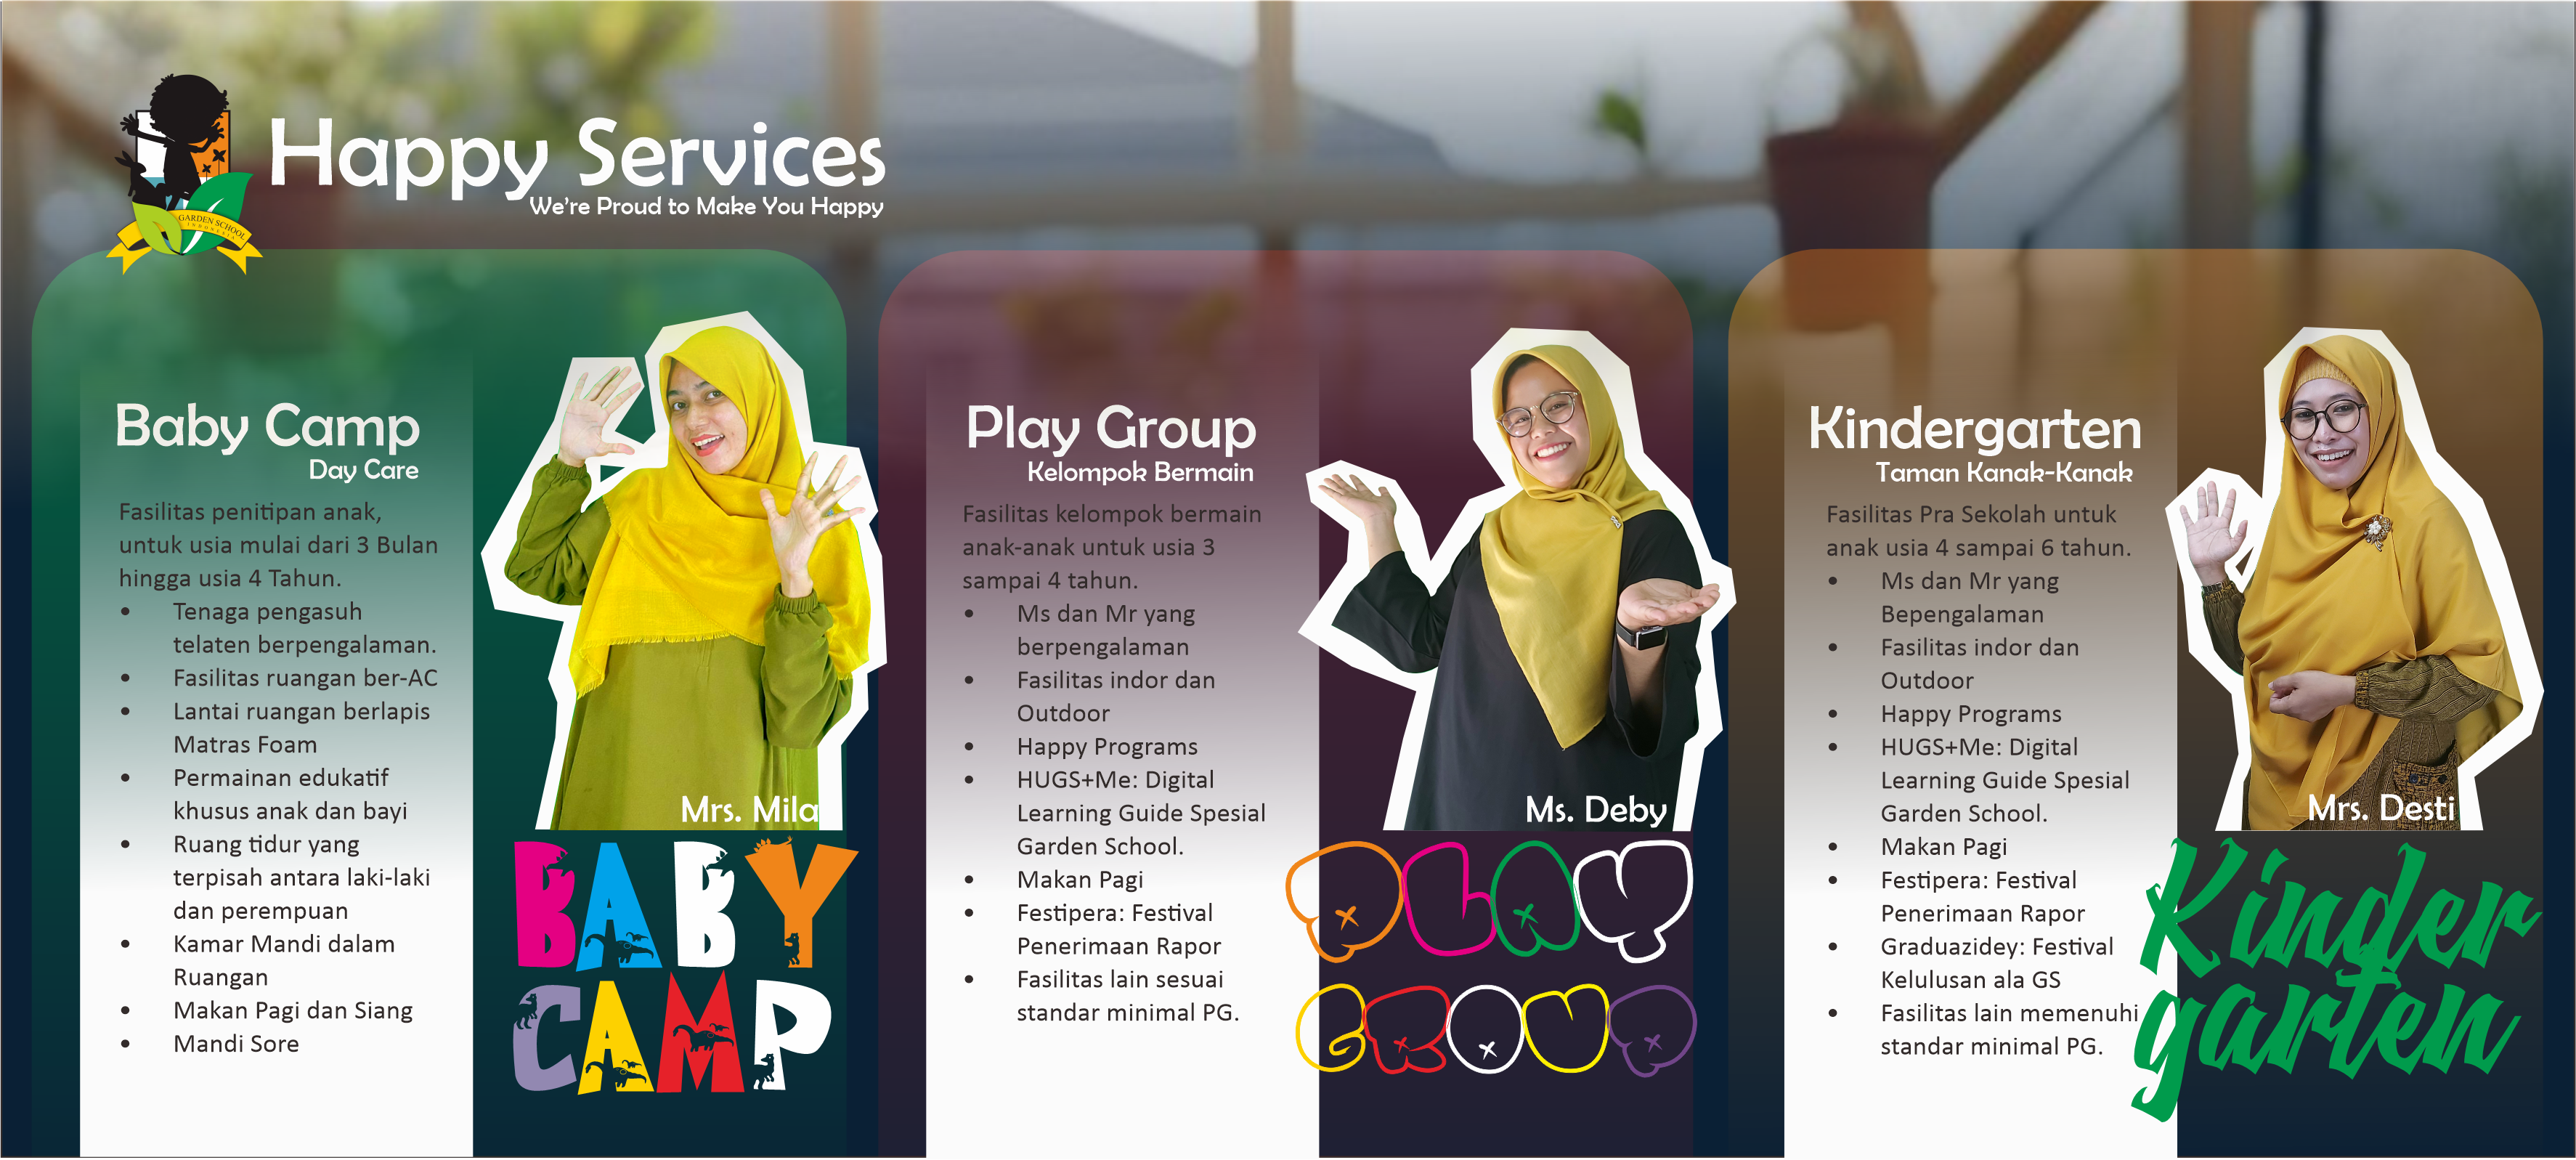 GARDEN SCHOOL
INDONESIA
Happy Services
We're Proud to Make You Happy
Baby Camp
Day Care
Fasilitas penitipan anak,
untuk usia mulai dari 3 Bulan
hingga usia 4 Tahun.
• Tenaga pengasuh
telaten berpengalaman.
• Fasilitas ruangan ber-AC
• Lantai ruangan berlapis
Matras Foam
• Permainan edukatif
khusus anak dan bayi
• Ruang tidur yang
terpisah antara laki-laki
dan perempuan
• Kamar Mandi dalam
Ruangan
• Makan Pagi dan Siang
• Mandi Sore
Mrs. Mila
BABY
CAMP
Play Group
Kelompok Bermain
Fasilitas kelompok bermain
anak-anak untuk usia 3
sampai 4 tahun.
• Ms dan Mr yang
berpengalaman
• Fasilitas indor dan
Outdoor
• Happy Programs
• HUGS+Me: Digital
Learning Guide Spesial
Garden School.
• Makan Pagi
• Festipera: Festival
Penerimaan Rapor
• Fasilitas lain sesuai
standar minimal PG.
Ms. Deby
PLAY
GROUP
Kindergarten
Taman Kanak-Kanak
Fasilitas Pra Sekolah untuk
anak usia 4 sampai 6 tahun.
• Ms dan Mr yang
Bepengalaman
• Fasilitas indor dan
Outdoor
• Happy Programs
• HUGS+Me: Digital
Learning Guide Spesial
Garden School.
• Makan Pagi
• Festipera: Festival
Penerimaan Rapor
• Graduazidey: Festival
Kelulusan ala GS
• Fasilitas lain memenuhi
standar minimal PG.
Mrs. Desti
Kinder
garten